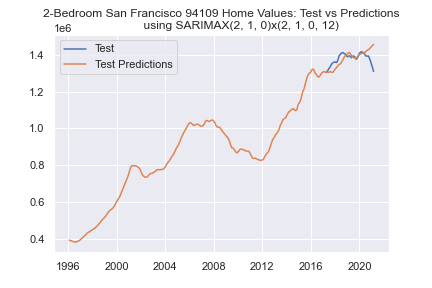 2-Bedroom San Francisco 94109 Home Values: Test vs Predictions
using SARIMAX(2, 1, 0)x(2, 1, 0, 12)
1e6
Test
Test Predictions
1.4
1.2
1.0
0.8
0.6
0.4
1996 2000 2004 2008 2012 2016 2020